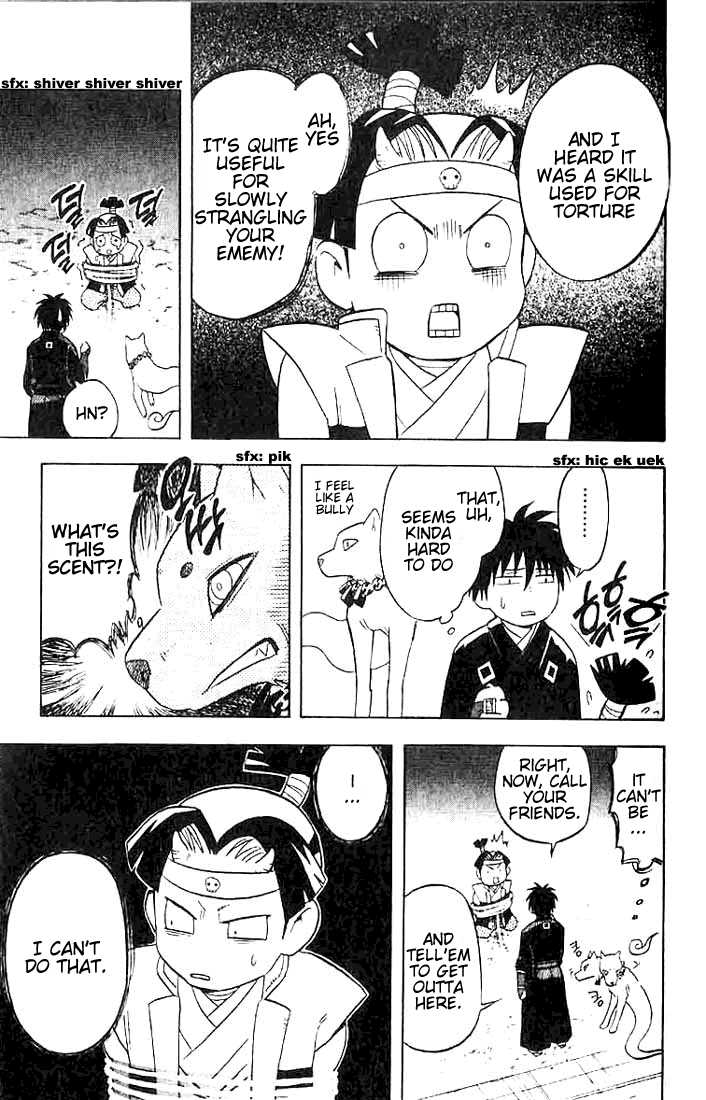 AND I
HEARD IT
WAS A SKILL
USED FOR
TORTURE
AH,
YES
IT'S QUITE
USEFUL
FOR
SLOWLY
STRANGLING
YOUR
EMEMY!
sfx: shiver shiver shiver
덜
덜
덜
HN?
sfx: hic ek uek
.........
THAT,
UH,
SEEMS
KINDA
HARD
TO DO
I FEEL
LIKE A
BULLY
sfx: pik
WHAT'S
THIS
SCENT?!
IT
CAN'T
BE
...
RIGHT,
NOW, CALL
YOUR
FRIENDS.
AND
TELL'EM
TO GET
OUTTA
HERE.
I
...
I CAN'T
DO THAT.